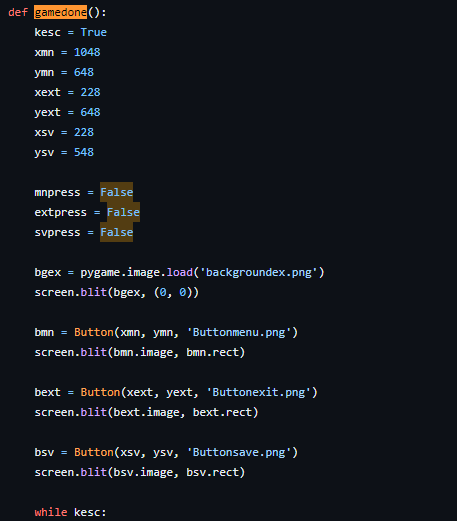 def gamedone():
kesc = True
xmn = 1048
ymn = 648
xext = 228
yext = 648
xsv = 228
ysv = 548
mnpress = False
extpress = False
svpress = False
bgex = pygame.image.load('backgroundex.png')
screen.blit(bgex, (0, 0))
bmn = Button(xmn, ymn, 'Buttonmenu.png')
screen.blit(bmn.image, bmn.rect)
bext = Button(xext, yext, 'Buttonexit.png')
screen.blit(bext.image, bext.rect)
bsv = Button(xsv, ysv, 'Buttonsave.png')
screen.blit(bsv.image, bsv.rect)
while kesc: